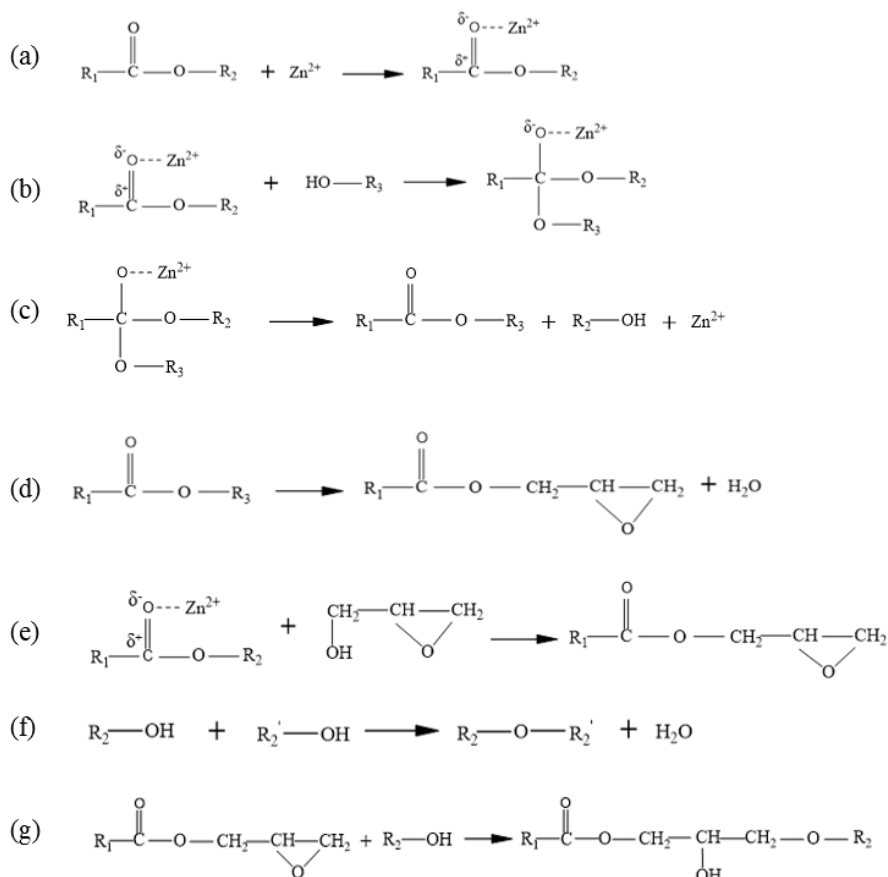 O δ⁻ O --- Zn²⁺
(a) R₁—C—O—R₂ + Zn²⁺ → R₁—δ⁺C—O—R₂
δ⁻ O --- Zn²⁺ δ⁻ O --- Zn²⁺
(b) R₁—δ⁺C—O—R₂ + HO—R₃ → R₁—C—O—R₂
O—R₃
O --- Zn²⁺ O
(c) R₁—C—O—R₂ → R₁—C—O—R₃ + R₂—OH + Zn²⁺
O—R₃
O O
(d) R₁—C—O—R₃ → R₁—C—O—CH₂—CH—CH₂ + H₂O
O
δ⁻ O --- Zn²⁺ CH₂—CH—CH₂ O
(e) R₁—δ⁺C—O—R₂ + OH O → R₁—C—O—CH₂—CH—CH₂
O
(f) R₂—OH + R₂'—OH → R₂—O—R₂' + H₂O
O O
(g) R₁—C—O—CH₂—CH—CH₂ + R₂—OH → R₁—C—O—CH₂—CH—CH₂—O—R₂
O OH